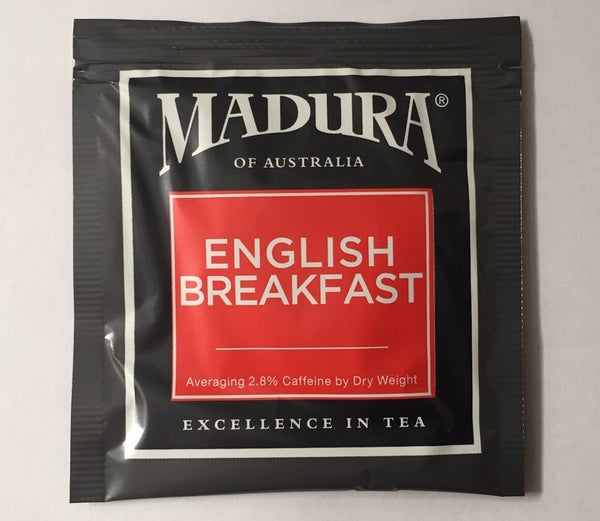 MADURA®
OF AUSTRALIA
ENGLISH
BREAKFAST
Averaging 2.8% Caffeine by Dry Weight
EXCELLENCE IN TEA